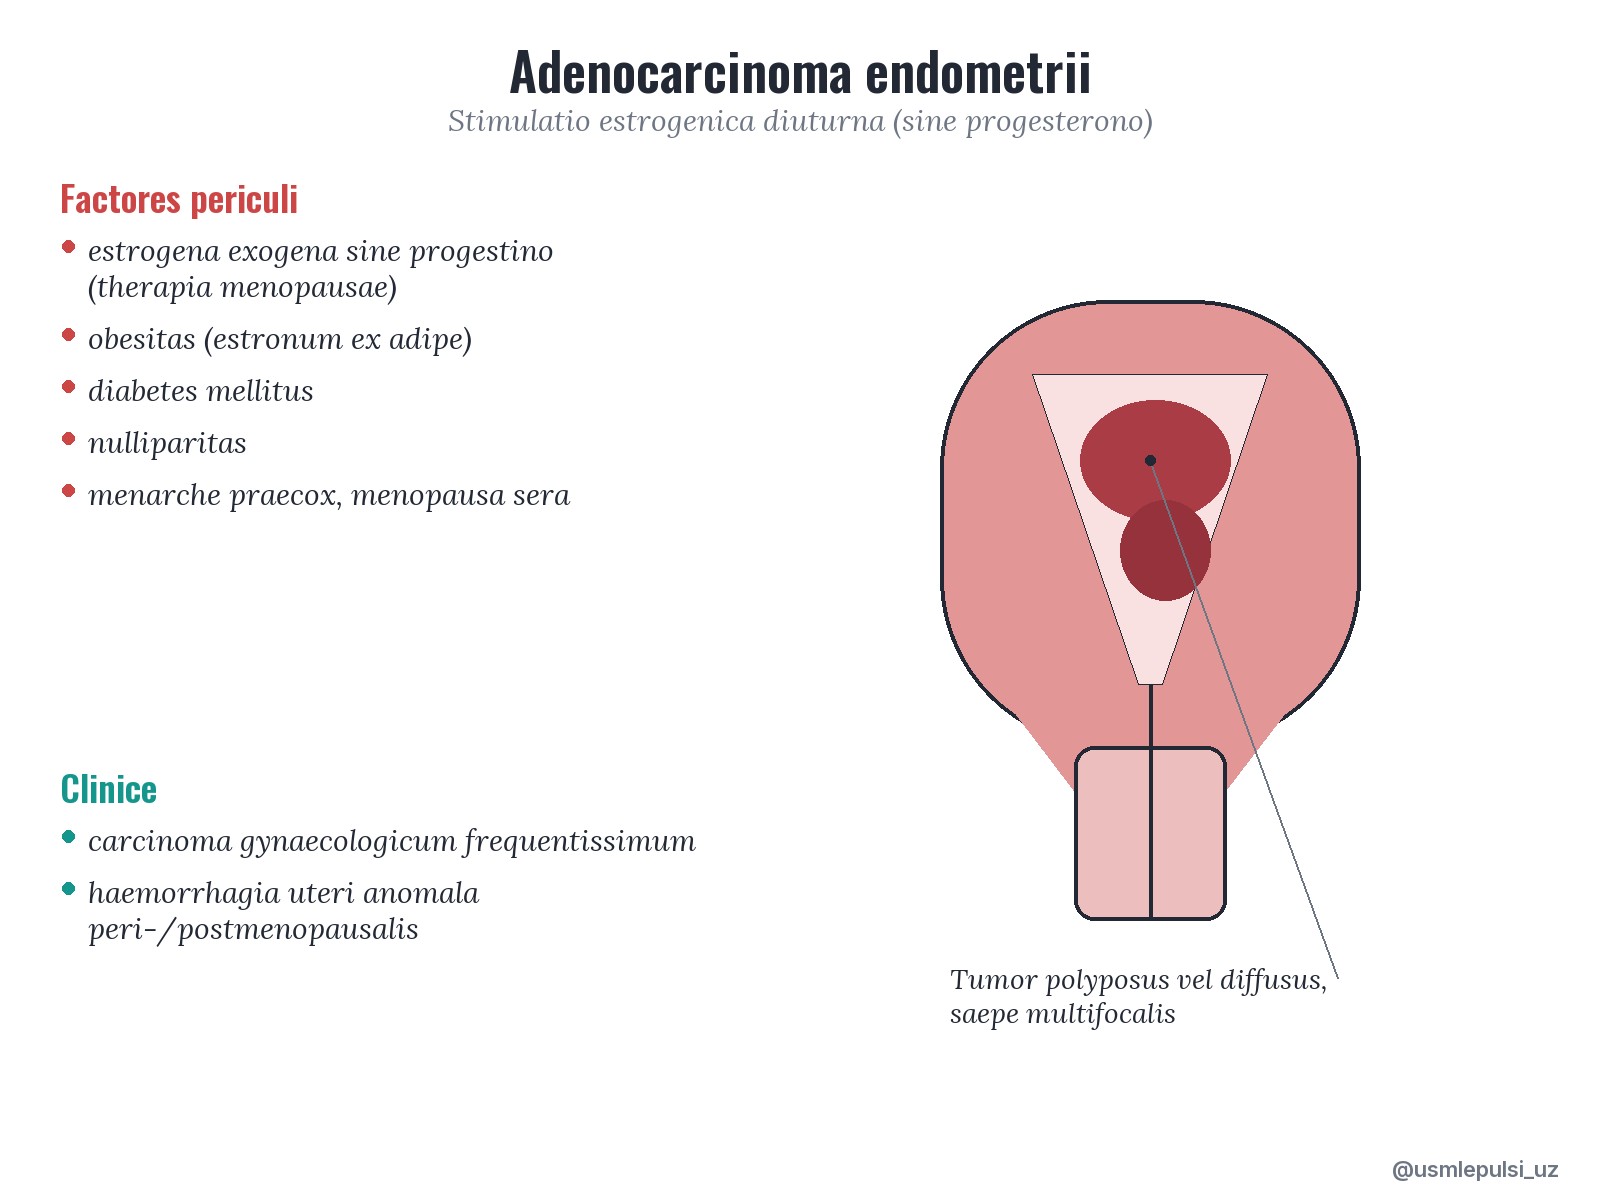 Adenocarcinoma endometrii
Stimulatio estrogenica diuturna (sine progesterono)
Factores periculi
estrogena exogena sine progestino
(therapia menopausae)
obesitas (estronum ex adipe)
diabetes mellitus
nulliparitas
menarche praecox, menopausa sera
Clinice
carcinoma gynaecologicum frequentissimum
haemorrhagia uteri anomala
peri-/postmenopausalis
Tumor polyposus vel diffusus,
saepe multifocalis
@usmlepulsi_uz